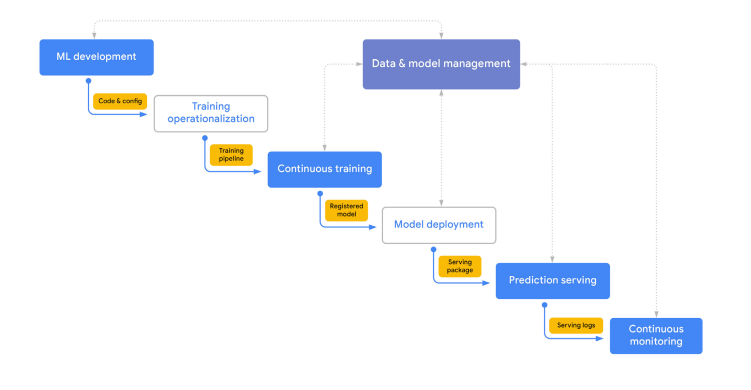 ML development
Data & model management
Code & config
Training
operationalization
Training
pipeline
Continuous training
Registered
model
Model deployment
Serving
package
Prediction serving
Serving logs
Continuous
monitoring